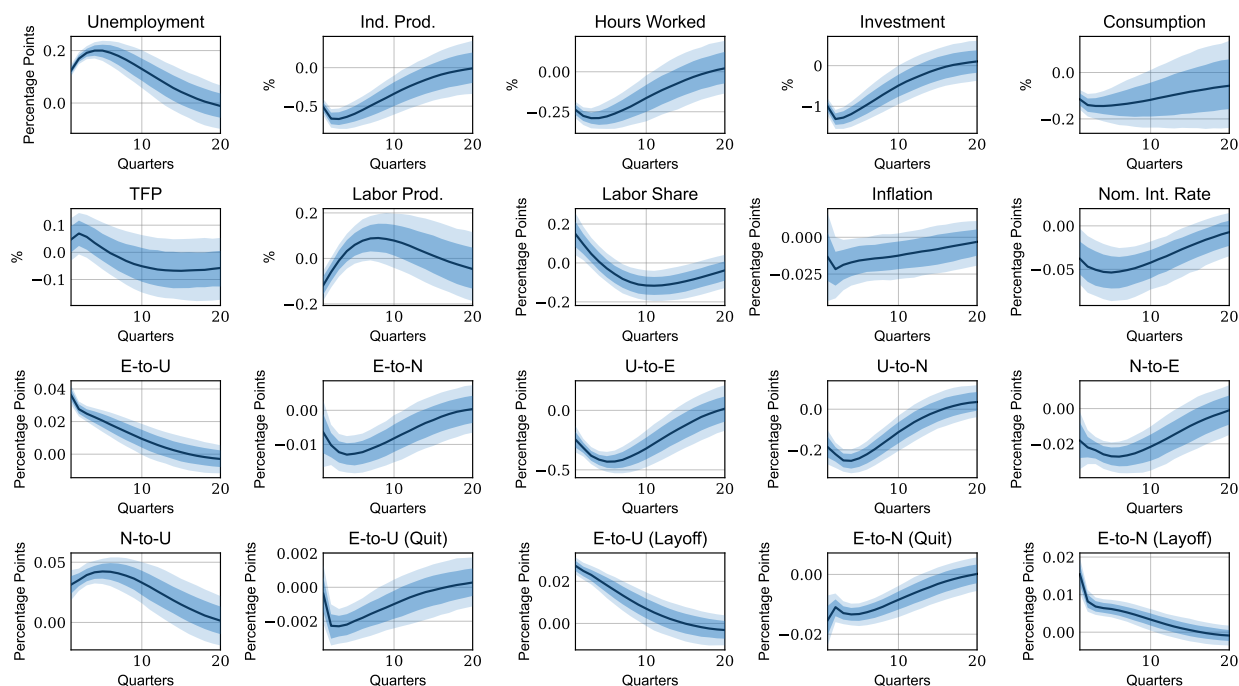 Unemployment
Percentage Points
0.2
0.0
10
20
Quarters
Ind. Prod.
%
0.0
−0.5
10
20
Quarters
Hours Worked
%
0.00
−0.25
10
20
Quarters
Investment
%
0
−1
10
20
Quarters
Consumption
%
0.0
−0.2
10
20
Quarters
TFP
%
0.1
0.0
−0.1
10
20
Quarters
Labor Prod.
%
0.2
0.0
−0.2
10
20
Quarters
Labor Share
Percentage Points
0.2
0.0
−0.2
10
20
Quarters
Inflation
Percentage Points
0.000
−0.025
10
20
Quarters
Nom. Int. Rate
Percentage Points
0.00
−0.05
10
20
Quarters
E-to-U
Percentage Points
0.04
0.02
0.00
10
20
Quarters
E-to-N
Percentage Points
0.00
−0.01
10
20
Quarters
U-to-E
Percentage Points
0.0
−0.5
10
20
Quarters
U-to-N
Percentage Points
0.0
−0.2
10
20
Quarters
N-to-E
Percentage Points
0.00
−0.02
10
20
Quarters
N-to-U
Percentage Points
0.05
0.00
10
20
Quarters
E-to-U (Quit)
Percentage Points
0.002
0.000
−0.002
10
20
Quarters
E-to-U (Layoff)
Percentage Points
0.02
0.00
10
20
Quarters
E-to-N (Quit)
Percentage Points
0.00
−0.02
10
20
Quarters
E-to-N (Layoff)
Percentage Points
0.02
0.01
0.00
10
20
Quarters